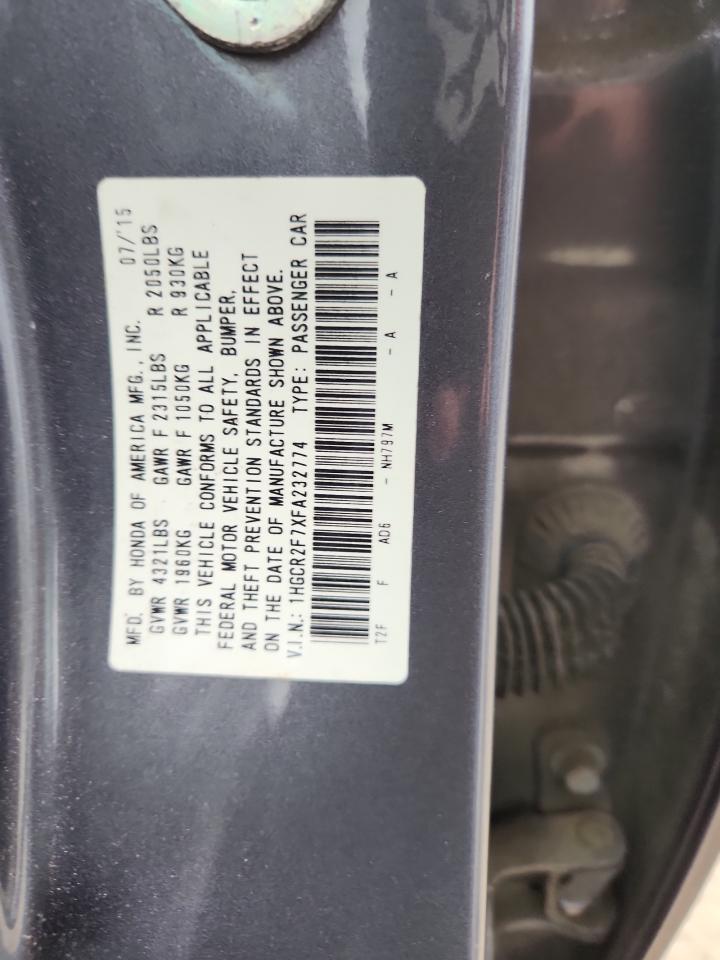 MFD. BY HONDA OF AMERICA MFG., INC. 07/'15
GVWR 4321LBS GAWR F 2315LBS R 2050LBS
GVWR 1960KG GAWR F 1050KG R 930KG
THIS VEHICLE CONFORMS TO ALL APPLICABLE
FEDERAL MOTOR VEHICLE SAFETY, BUMPER,
AND THEFT PREVENTION STANDARDS IN EFFECT
ON THE DATE OF MANUFACTURE SHOWN ABOVE.
V.I.N.: 1HGCR2F7XFA232774 TYPE: PASSENGER CAR
T2F F AD6 - NH797M - A - A